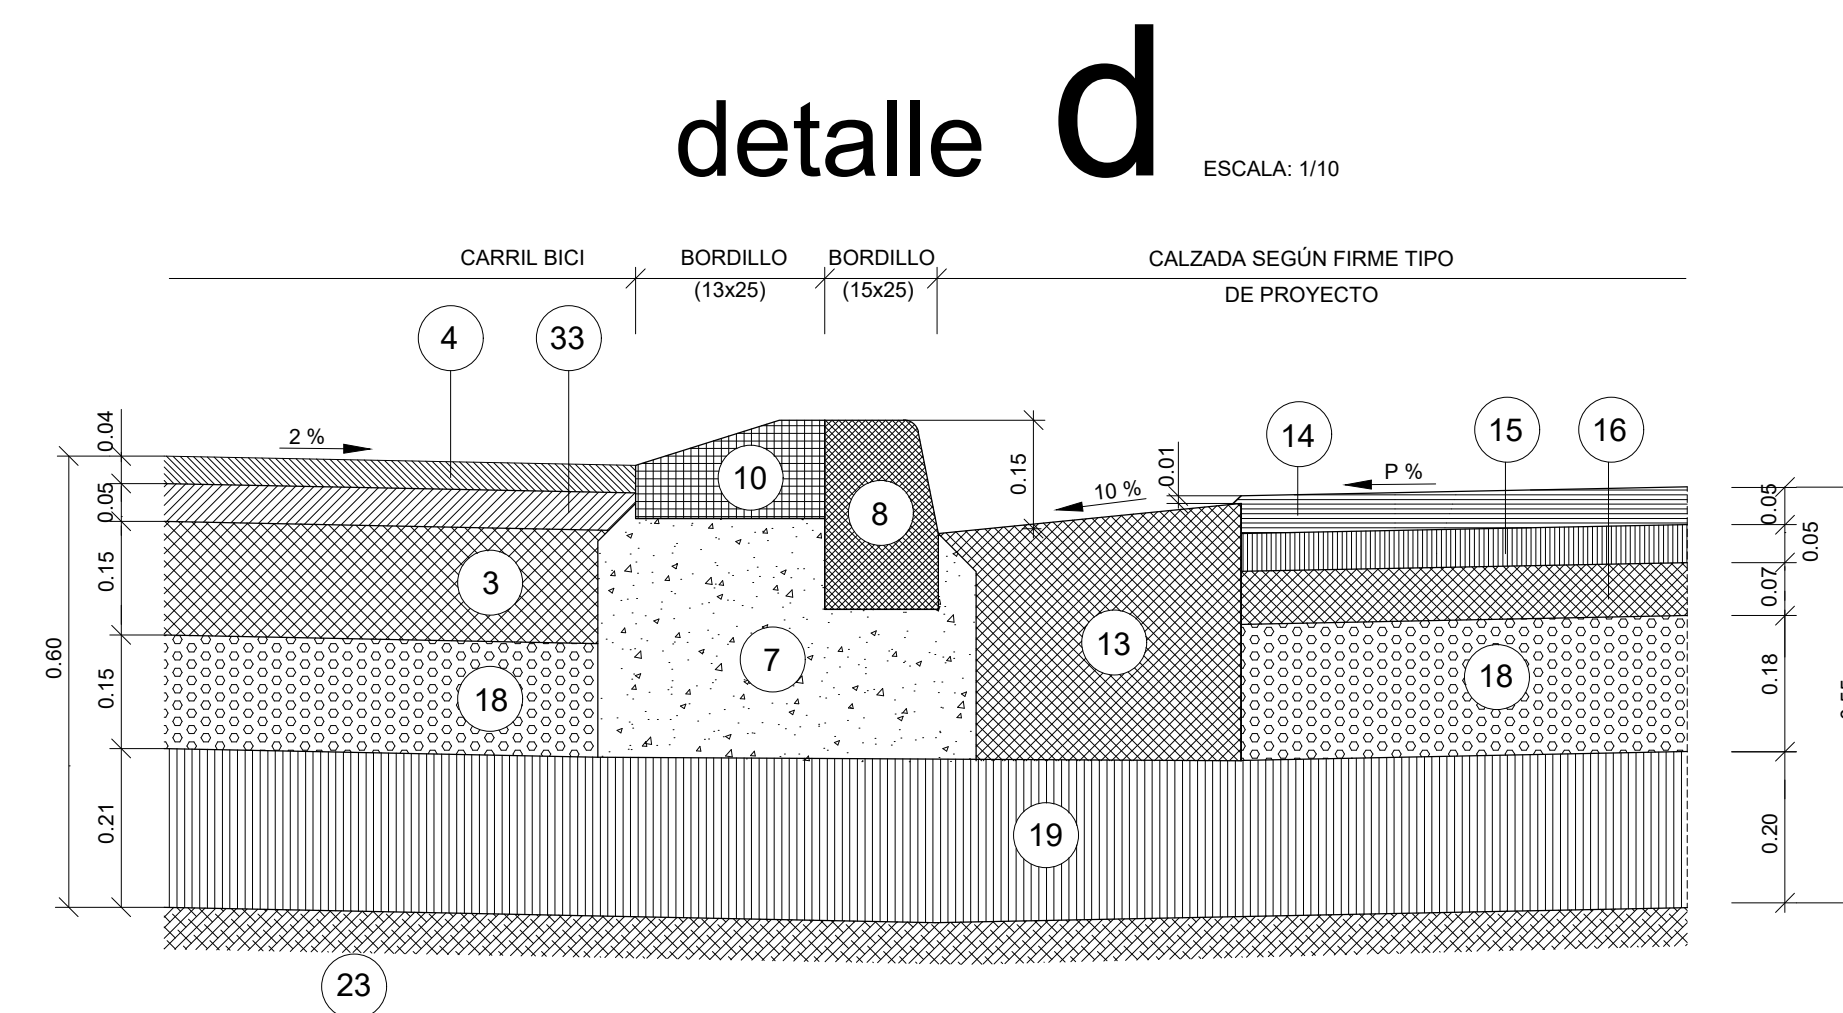 detalle d
ESCALA: 1/10
CARRIL BICI
BORDILLO
(13x25)
BORDILLO
(15x25)
CALZADA SEGÚN FIRME TIPO
DE PROYECTO
4
33
14
15
16
0.04
2 %
0.05
0.15
0.15
0.21
0.60
10
8
0.15
10 %
0.01
P %
0.05
0.05
0.07
0.18
0.20
3
18
7
13
18
19
23